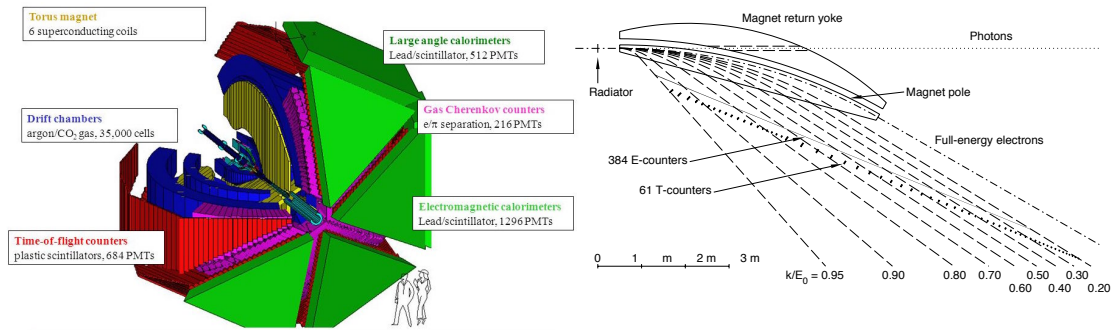 Torus magnet
6 superconducting coils
Large angle calorimeters
Lead/scintillator, 512 PMTs
Drift chambers
argon/CO2 gas, 35,000 cells
Gas Cherenkov counters
e/π separation, 216 PMTs
Electromagnetic calorimeters
Lead/scintillator, 1296 PMTs
Time-of-flight counters
plastic scintillators, 684 PMTs
Magnet return yoke
Photons
Radiator
Magnet pole
Full-energy electrons
384 E-counters
61 T-counters
0 1 m 2 m 3 m
k/E0 = 0.95 0.90 0.80 0.70 0.50 0.30
0.60 0.40 0.20